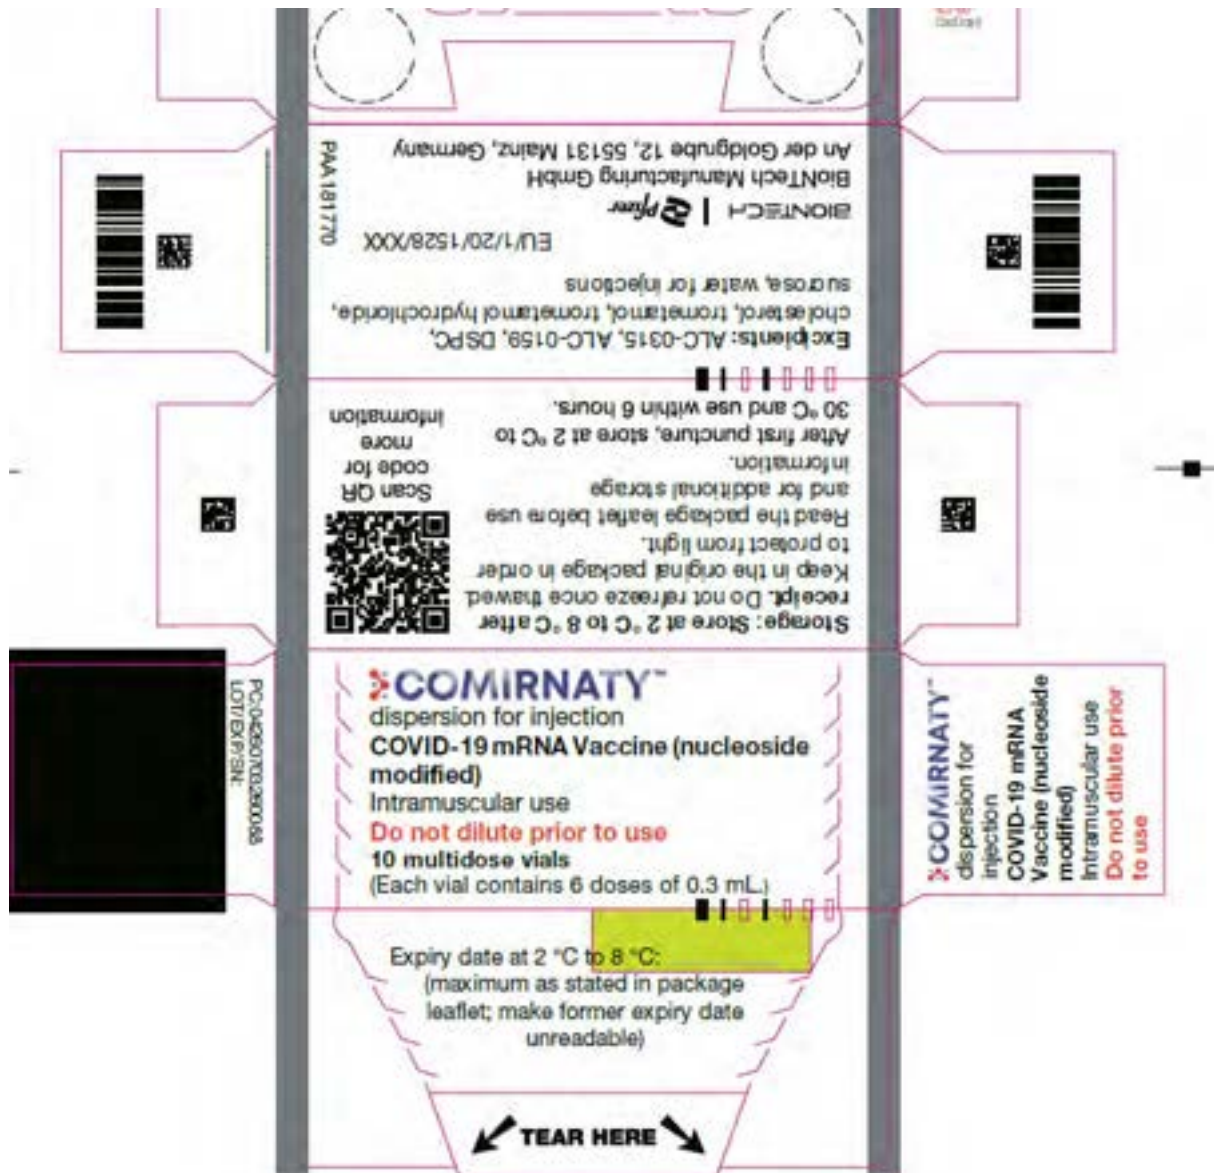 An der Goldgrube 12, 55131 Mainz, Germany
BioNTech Manufacturing GmbH
BIONTECH | Pfizer
EU/1/20/1528/XXX
PAA 181770
Excipients: ALC-0315, ALC-0159, DSPC,
cholesterol, trometamol, trometamol hydrochloride,
sucrose, water for injections
Storage: Store at 2 °C to 8 °C after
receipt. Do not refreeze once thawed.
Keep in the original package in order
to protect from light.
Read the package leaflet before use
and for additional storage
information.
After first puncture, store at 2 °C to
30 °C and use within 6 hours.
Scan QR
code for
more
information
PC:
LOT/EXP/SN:
COMIRNATY™
dispersion for injection
COVID-19 mRNA Vaccine (nucleoside
modified)
Intramuscular use
Do not dilute prior to use
10 multidose vials
(Each vial contains 6 doses of 0.3 mL.)
COMIRNATY™
dispersion for
injection
COVID-19 mRNA
Vaccine (nucleoside
modified)
Intramuscular use
Do not dilute prior
to use
Expiry date at 2 °C to 8 °C:
(maximum as stated in package
leaflet; make former expiry date
unreadable)
TEAR HERE